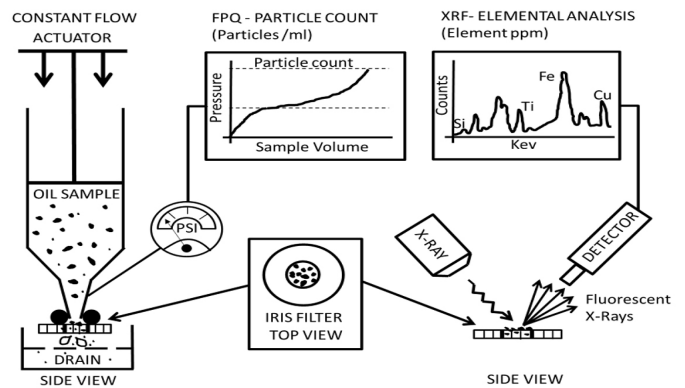 CONSTANT FLOW
ACTUATOR
FPQ - PARTICLE COUNT
(Particles /ml)
XRF- ELEMENTAL ANALYSIS
(Element ppm)
Pressure
Particle count
Sample Volume
Counts
Si
Ti
Fe
Cu
Kev
OIL SAMPLE
PSI
X-RAY
DETECTOR
IRIS FILTER
TOP VIEW
Fluorescent
X-Rays
DRAIN
SIDE VIEW
SIDE VIEW